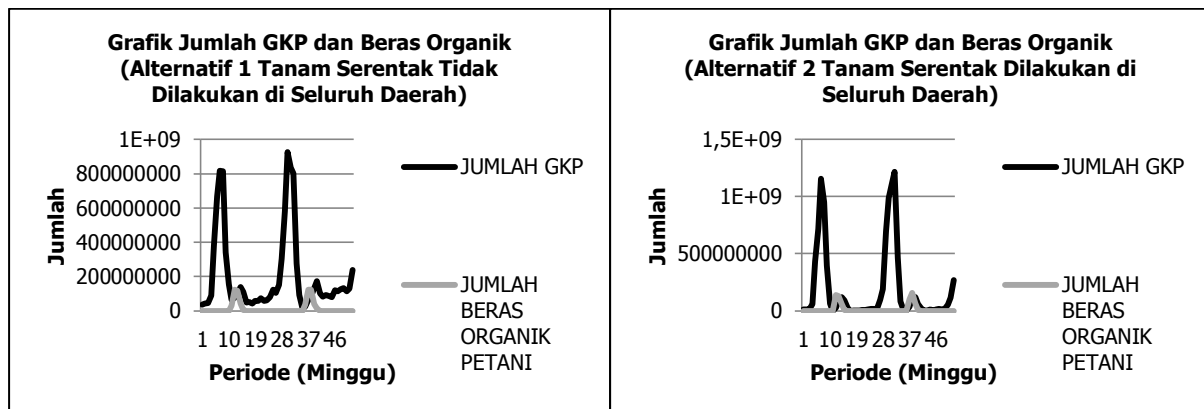 Grafik Jumlah GKP dan Beras Organik
(Alternatif 1 Tanam Serentak Tidak
Dilakukan di Seluruh Daerah)
1E+09
800000000
600000000
400000000
200000000
0
Jumlah
1 10 19 28 37 46
Periode (Minggu)
JUMLAH GKP
JUMLAH
BERAS
ORGANIK
PETANI
Grafik Jumlah GKP dan Beras Organik
(Alternatif 2 Tanam Serentak Dilakukan di
Seluruh Daerah)
1,5E+09
1E+09
500000000
0
Jumlah
1 10 19 28 37 46
Periode (Minggu)
JUMLAH GKP
JUMLAH
BERAS
ORGANIK
PETANI